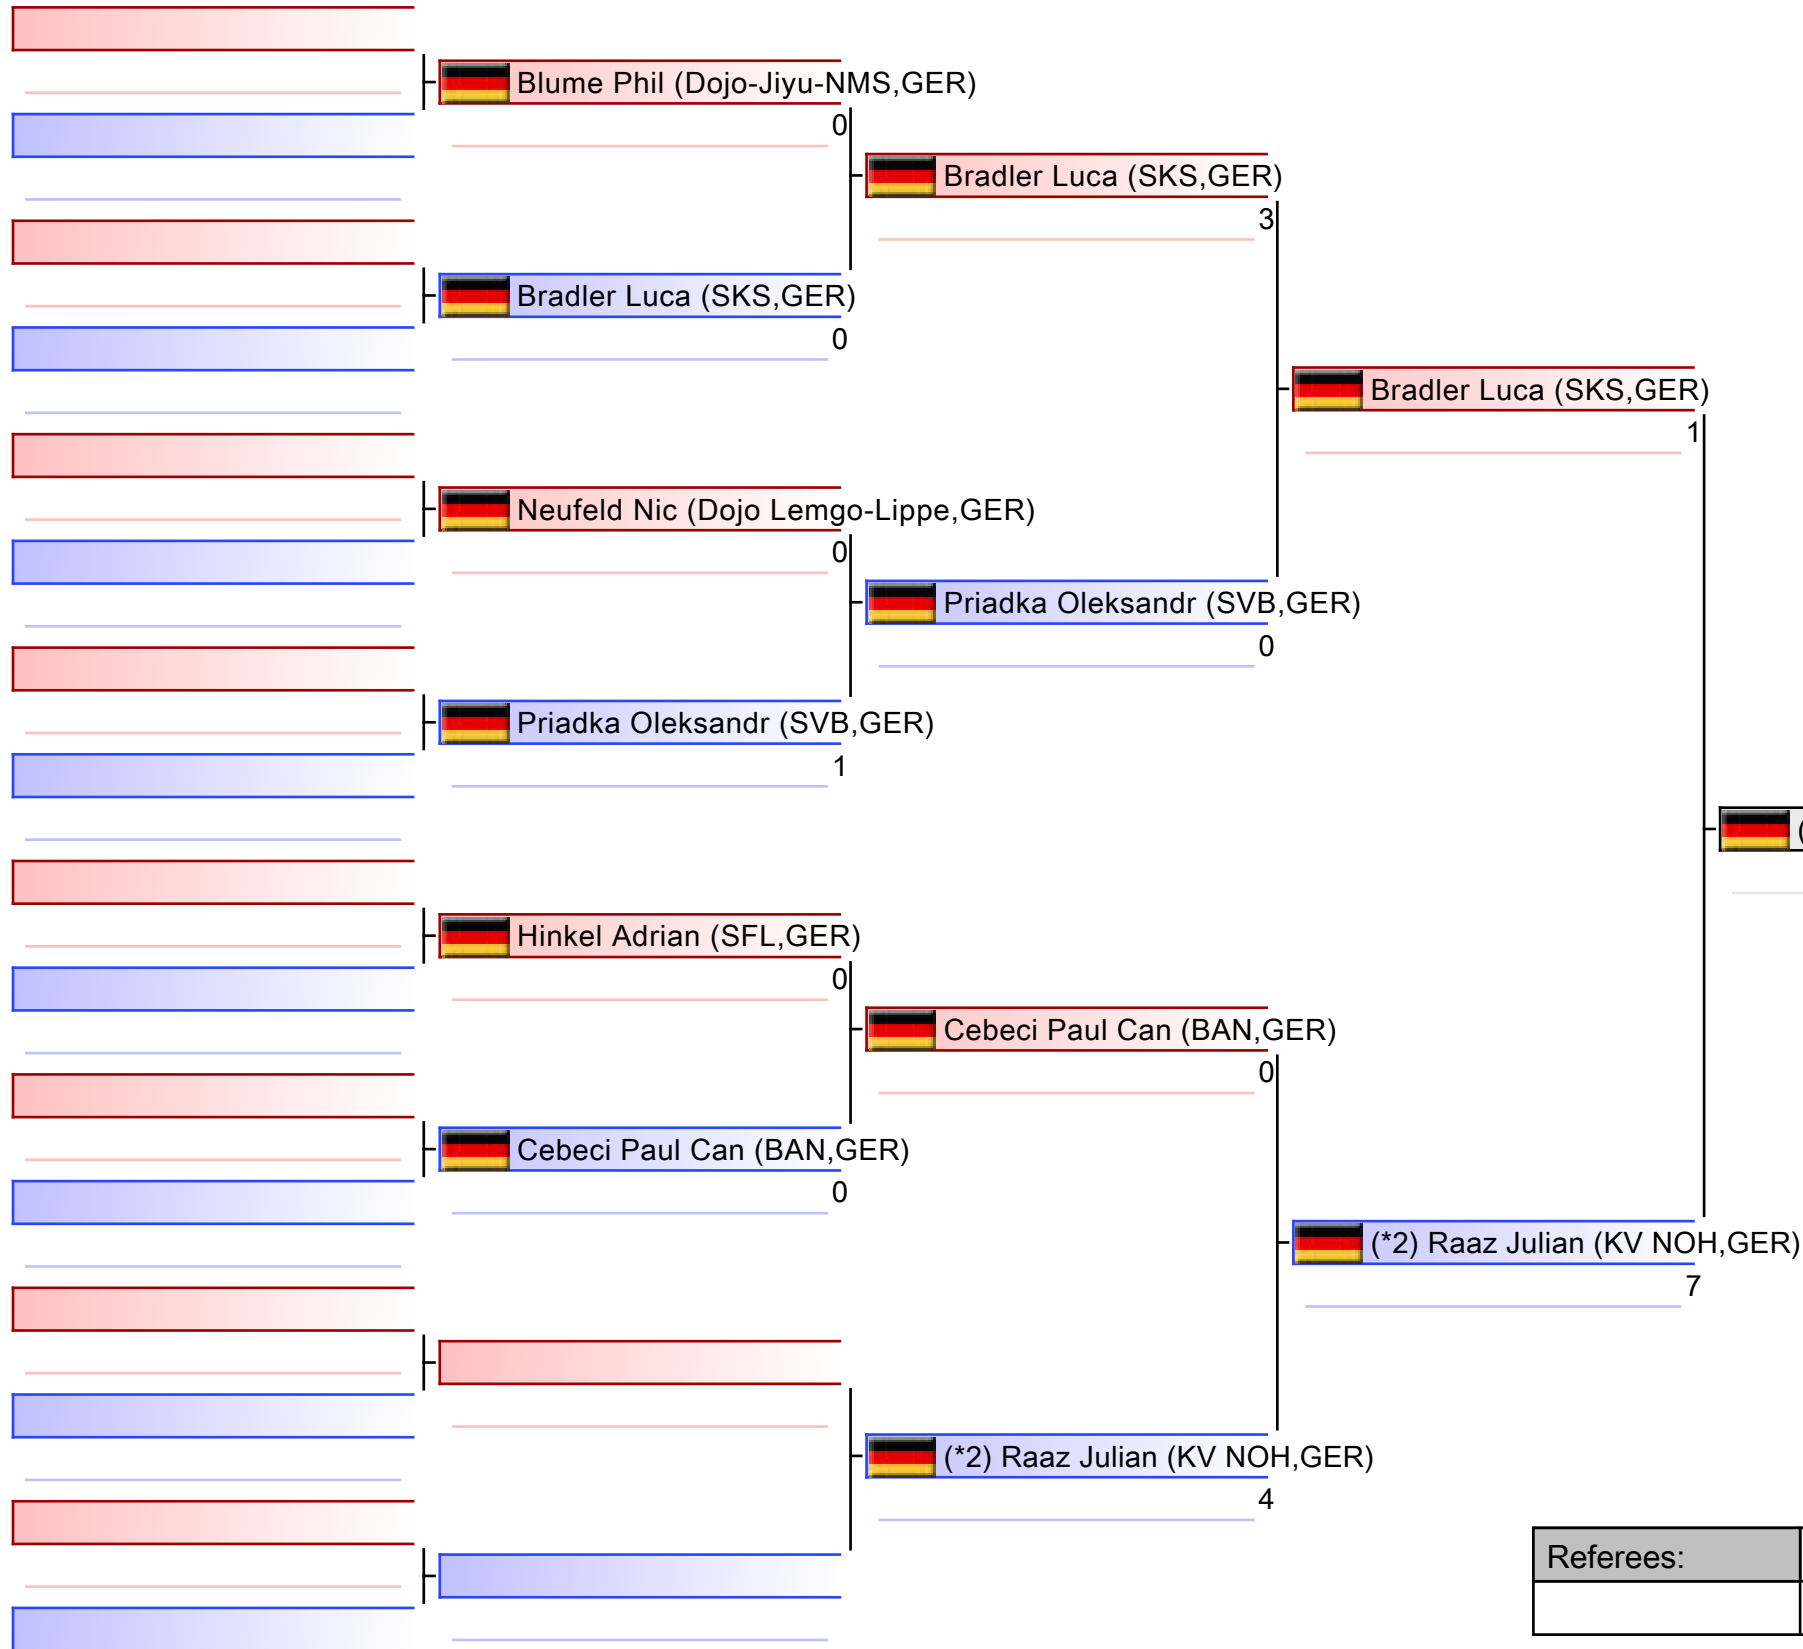 Blume Phil (Dojo-Jiyu-NMS,GER)
0
Bradler Luca (SKS,GER)
3
Bradler Luca (SKS,GER)
0
Bradler Luca (SKS,GER)
1
Neufeld Nic (Dojo Lemgo-Lippe,GER)
0
Priadka Oleksandr (SVB,GER)
0
Priadka Oleksandr (SVB,GER)
1
(
Hinkel Adrian (SFL,GER)
0
Cebeci Paul Can (BAN,GER)
0
Cebeci Paul Can (BAN,GER)
0
(*2) Raaz Julian (KV NOH,GER)
7
(*2) Raaz Julian (KV NOH,GER)
4
Referees: